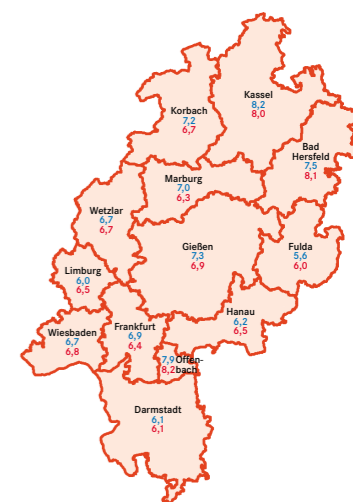 Kassel
8,2
8,0
Korbach
7,2
6,7
Bad
Hersfeld
7,5
8,1
Marburg
7,0
6,3
Wetzlar
6,7
6,7
Gießen
7,3
6,9
Fulda
5,6
6,0
Limburg
6,0
6,5
Hanau
6,2
6,5
Wiesbaden
6,7
6,8
Frankfurt
6,9
6,4
7,9 Offen-
8,2 bach
Darmstadt
6,1
6,1